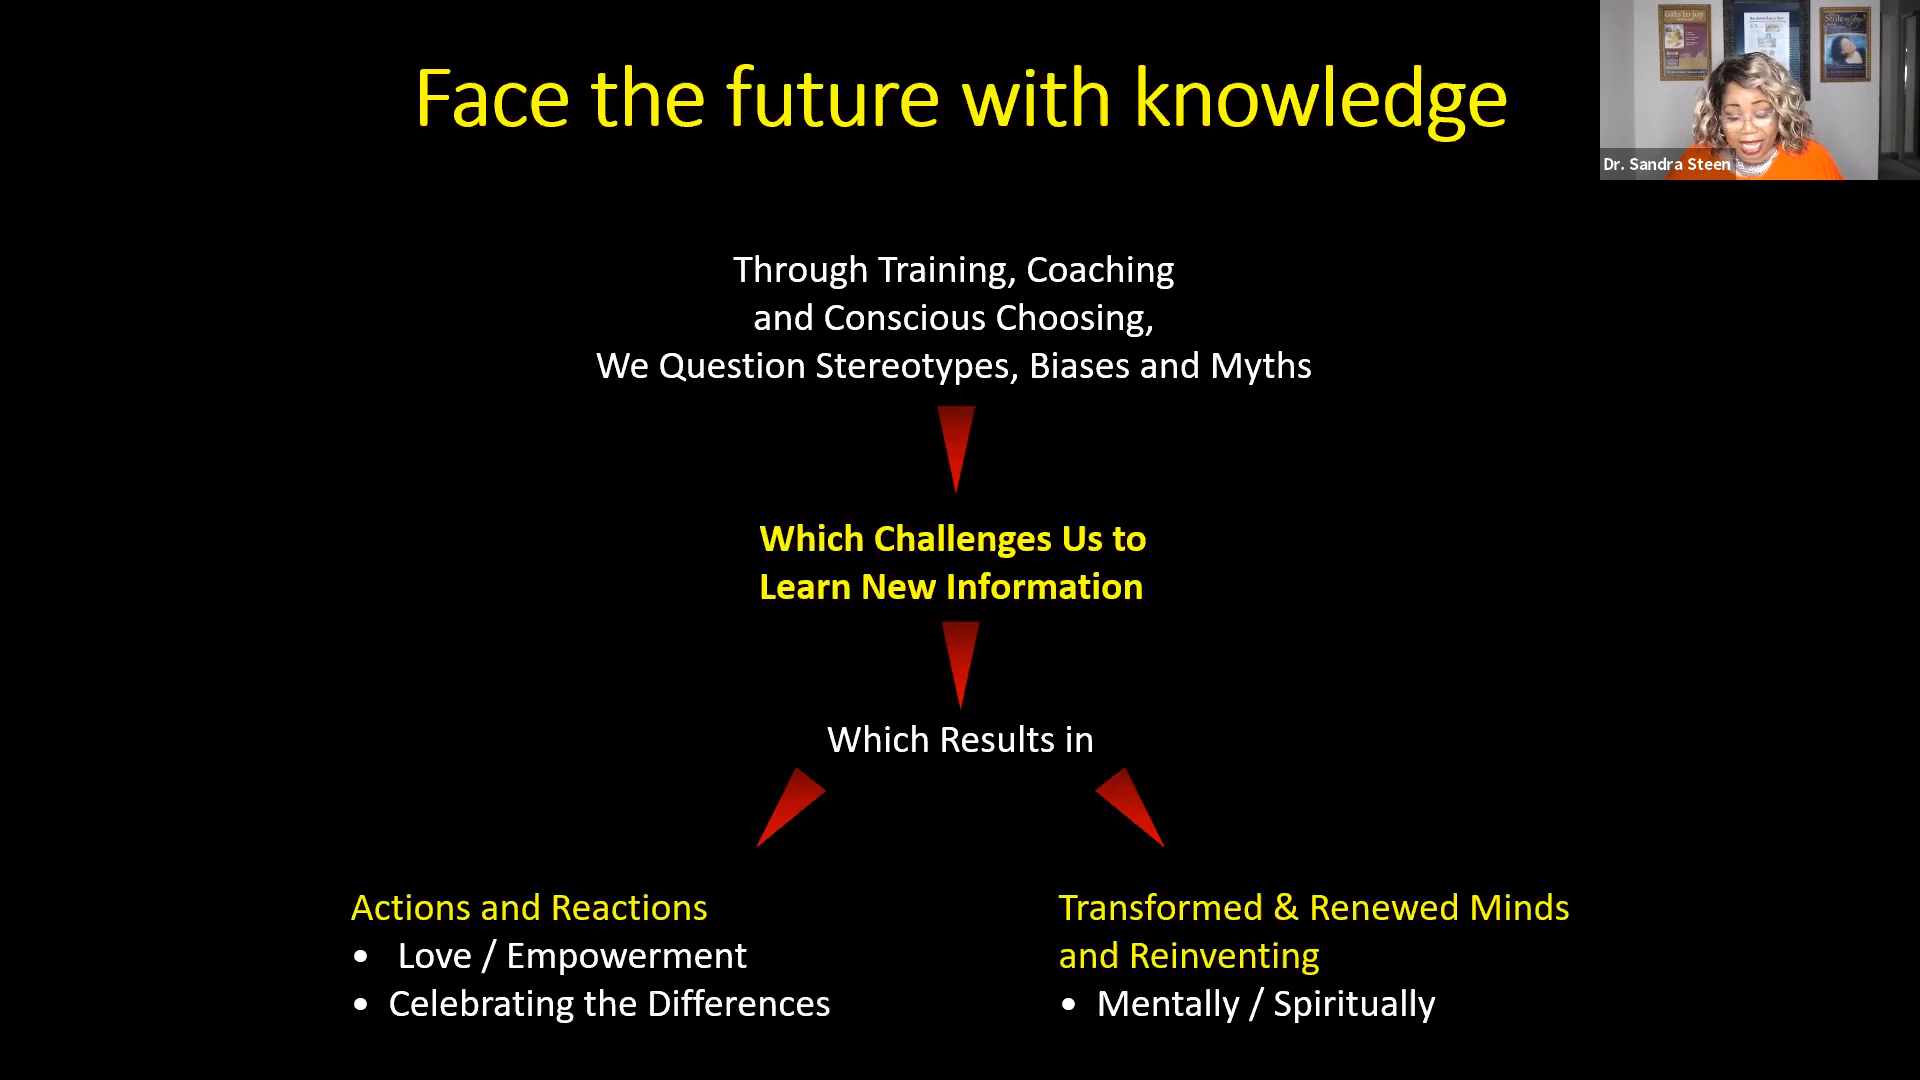 Face the future with knowledge
Dr. Sandra Steen
Through Training, Coaching
and Conscious Choosing,
We Question Stereotypes, Biases and Myths
Which Challenges Us to
Learn New Information
Which Results in
Actions and Reactions
• Love / Empowerment
• Celebrating the Differences
Transformed & Renewed Minds
and Reinventing
• Mentally / Spiritually